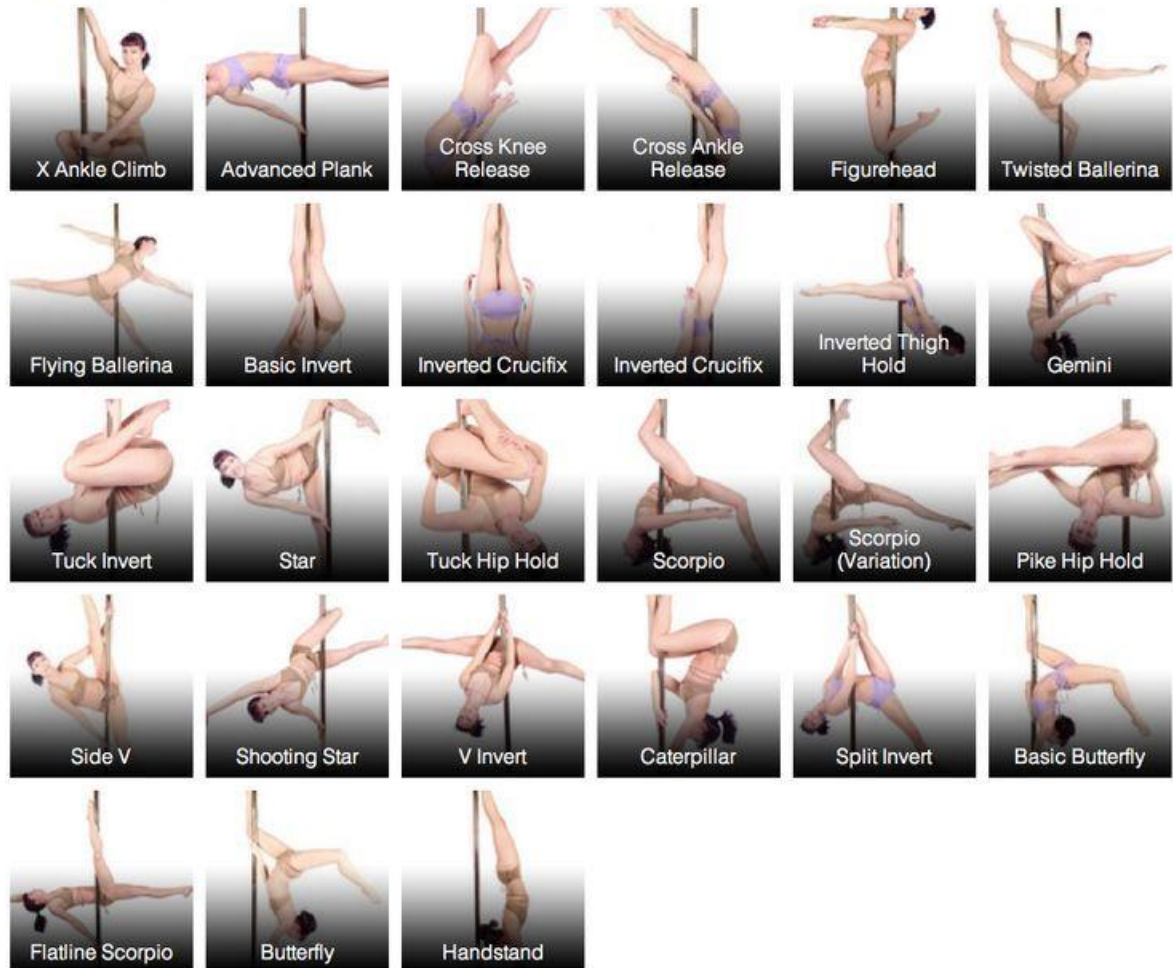 X Ankle Climb
Advanced Plank
Cross Knee
Release
Cross Ankle
Release
Figurehead
Twisted Ballerina
Flying Ballerina
Basic Invert
Inverted Crucifix
Inverted Crucifix
Inverted Thigh
Hold
Gemini
Tuck Invert
Star
Tuck Hip Hold
Scorpio
Scorpio
(Variation)
Pike Hip Hold
Side V
Shooting Star
V Invert
Caterpillar
Split Invert
Basic Butterfly
Flatline Scorpio
Butterfly
Handstand